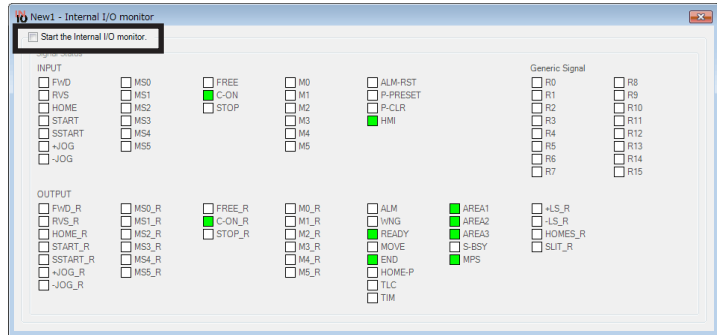 New1 - Internal I/O monitor
Start the Internal I/O monitor.
Signal Status
INPUT
FWD
RVS
HOME
START
SSTART
+JOG
-JOG
MS0
MS1
MS2
MS3
MS4
MS5
FREE
C-ON
STOP
M0
M1
M2
M3
M4
M5
ALM-RST
P-PRESET
P-CLR
HMI
Generic Signal
R0
R1
R2
R3
R4
R5
R6
R7
R8
R9
R10
R11
R12
R13
R14
R15
OUTPUT
FWD_R
RVS_R
HOME_R
START_R
SSTART_R
+JOG_R
-JOG_R
MS0_R
MS1_R
MS2_R
MS3_R
MS4_R
MS5_R
FREE_R
C-ON_R
STOP_R
M0_R
M1_R
M2_R
M3_R
M4_R
M5_R
ALM
WNG
READY
MOVE
END
HOME-P
TLC
TIM
AREA1
AREA2
AREA3
S-BSY
MPS
+LS_R
-LS_R
HOMES_R
SLIT_R